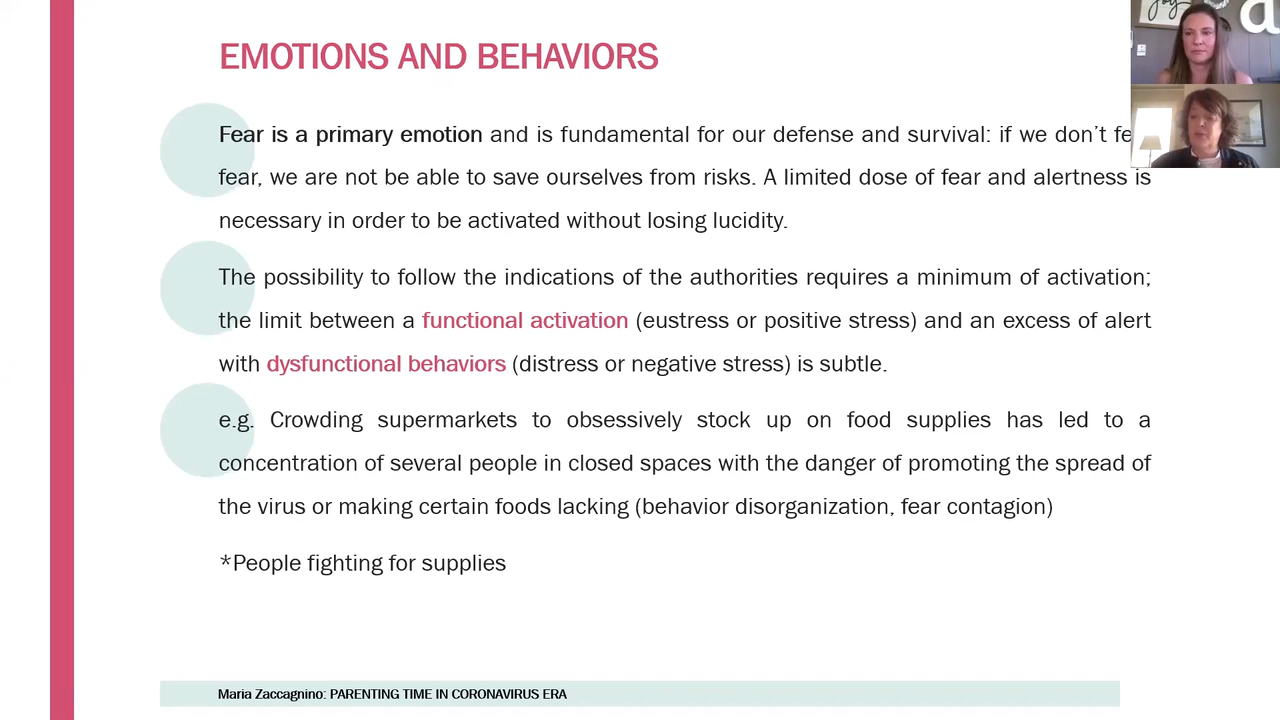 EMOTIONS AND BEHAVIORS
Fear is a primary emotion and is fundamental for our defense and survival: if we don’t
fear, we are not be able to save ourselves from risks. A limited dose of fear and alertness is
necessary in order to be activated without losing lucidity.
The possibility to follow the indications of the authorities requires a minimum of activation;
the limit between a functional activation (eustress or positive stress) and an excess of alert
with dysfunctional behaviors (distress or negative stress) is subtle.
e.g. Crowding supermarkets to obsessively stock up on food supplies has led to a
concentration of several people in closed spaces with the danger of promoting the spread of
the virus or making certain foods lacking (behavior disorganization, fear contagion)
*People fighting for supplies
Maria Zaccagnino: PARENTING TIME IN CORONAVIRUS ERA